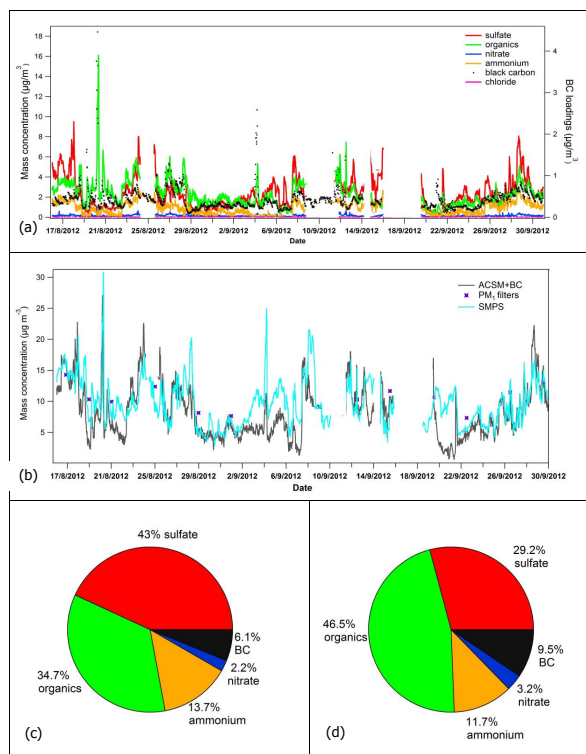 18
16
14
12
10
8
6
4
2
0
Mass concentration (µg/m³)
sulfate
organics
nitrate
ammonium
black carbon
chloride
4
3
2
1
0
BC loadings (µg/m³)
17/8/2012 21/8/2012 25/8/2012 29/8/2012 2/9/2012 6/9/2012 10/9/2012 14/9/2012 18/9/2012 22/9/2012 26/9/2012 30/9/2012
Date
(a)
30
25
20
15
10
5
Mass concentration (µg m⁻³)
ACSM+BC
PM₁ filters
SMPS
17/8/2012 21/8/2012 25/8/2012 29/8/2012 2/9/2012 6/9/2012 10/9/2012 14/9/2012 18/9/2012 22/9/2012 26/9/2012 30/9/2012
Date
(b)
43% sulfate
6.1%
BC
2.2%
nitrate
13.7%
ammonium
34.7%
organics
(c)
29.2%
sulfate
46.5%
organics
9.5%
BC
3.2%
nitrate
11.7%
ammonium
(d)